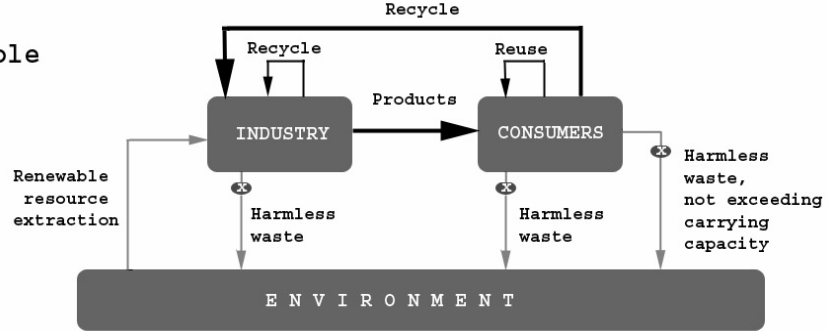 Recycle
Recycle
Reuse
Products
INDUSTRY
CONSUMERS
x
x
x
Harmless
waste,
not exceeding
carrying
capacity
Renewable
resource
extraction
Harmless
waste
Harmless
waste
ENVIRONMENT